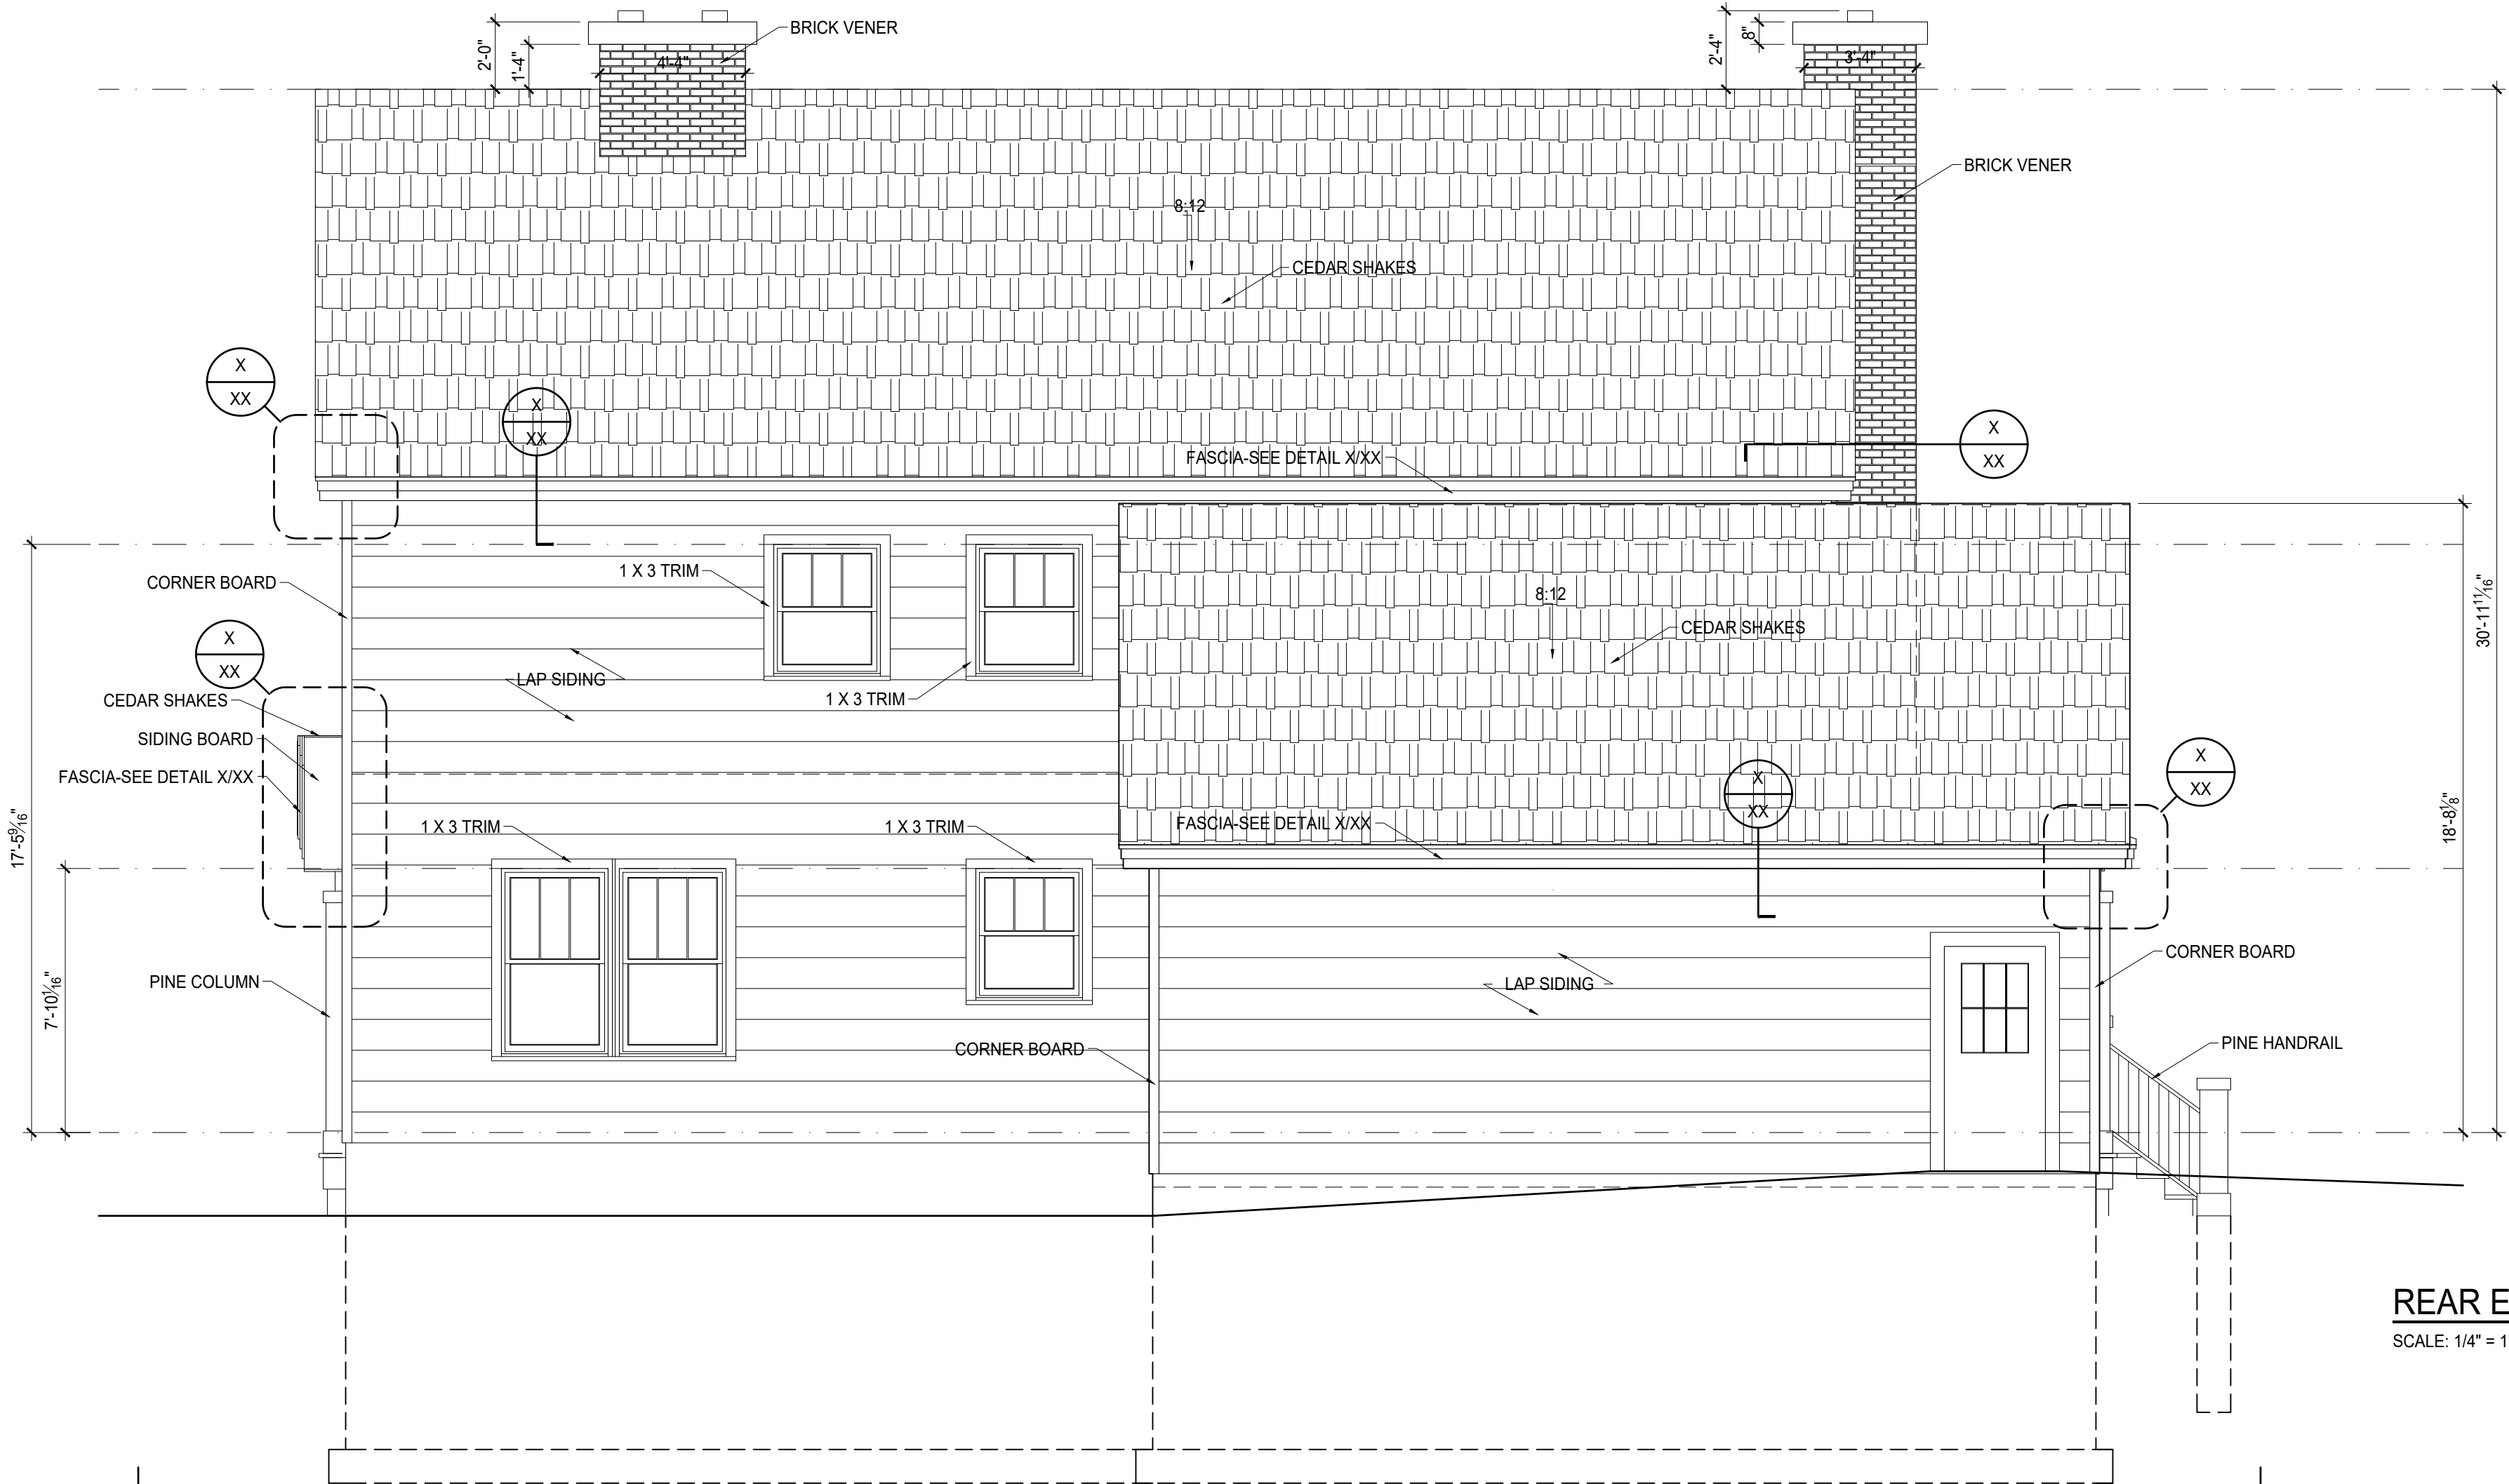 BRICK VENER
2'-0"
1'-4"
4'-4"
2'-4"
8"
3'-4"
BRICK VENER
8:12
CEDAR SHAKES
X
XX
X
XX
X
XX
FASCIA-SEE DETAIL X/XX
CORNER BOARD
1 X 3 TRIM
8:12
CEDAR SHAKES
30'-11 11/16"
X
XX
LAP SIDING
1 X 3 TRIM
CEDAR SHAKES
SIDING BOARD
FASCIA-SEE DETAIL X/XX
X
XX
X
XX
17'-5 9/16"
1 X 3 TRIM
1 X 3 TRIM
FASCIA-SEE DETAIL X/XX
18'-8 1/8"
CORNER BOARD
PINE COLUMN
LAP SIDING
7'-10 1/16"
CORNER BOARD
PINE HANDRAIL
REAR E
SCALE: 1/4" = 1'